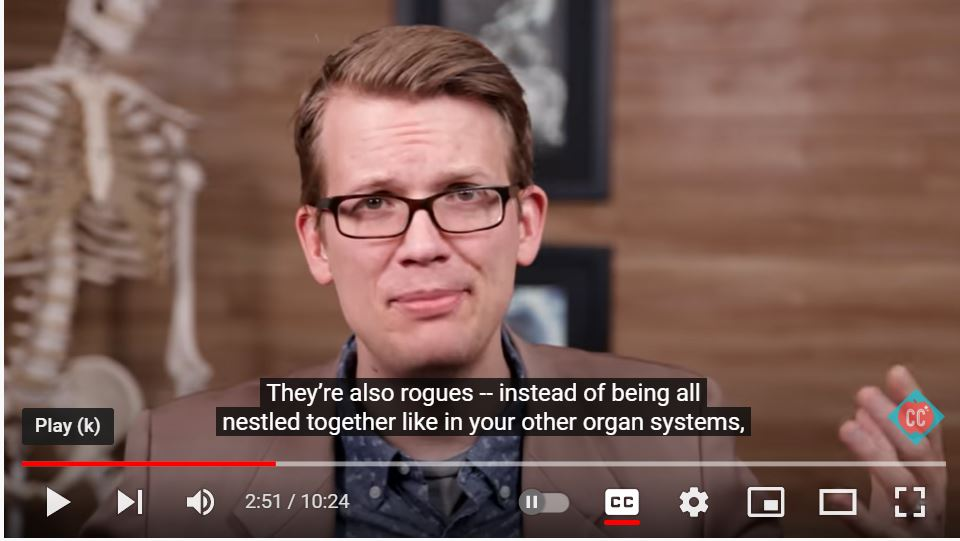 They’re also rogues -- instead of being all
nestled together like in your other organ systems,
CC
Play (k)
2:51 / 10:24
CC